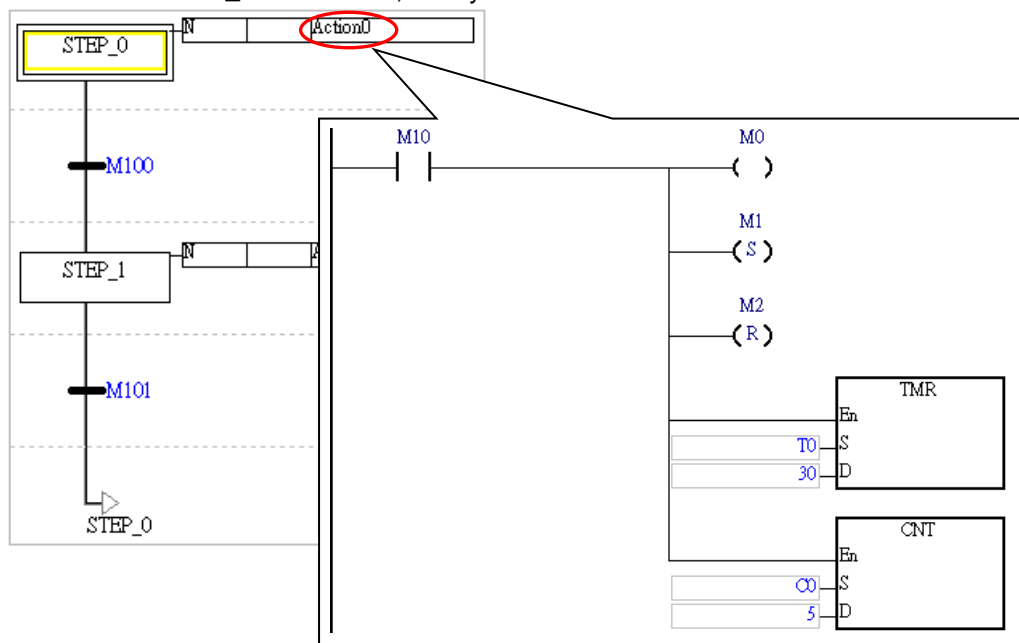 N Action0
STEP_0
M100
N
STEP_1
M101
STEP_0
M10 M0
M1
S
M2
R
TMR
En
T0 S
30 D
CNT
En
C0 S
5 D